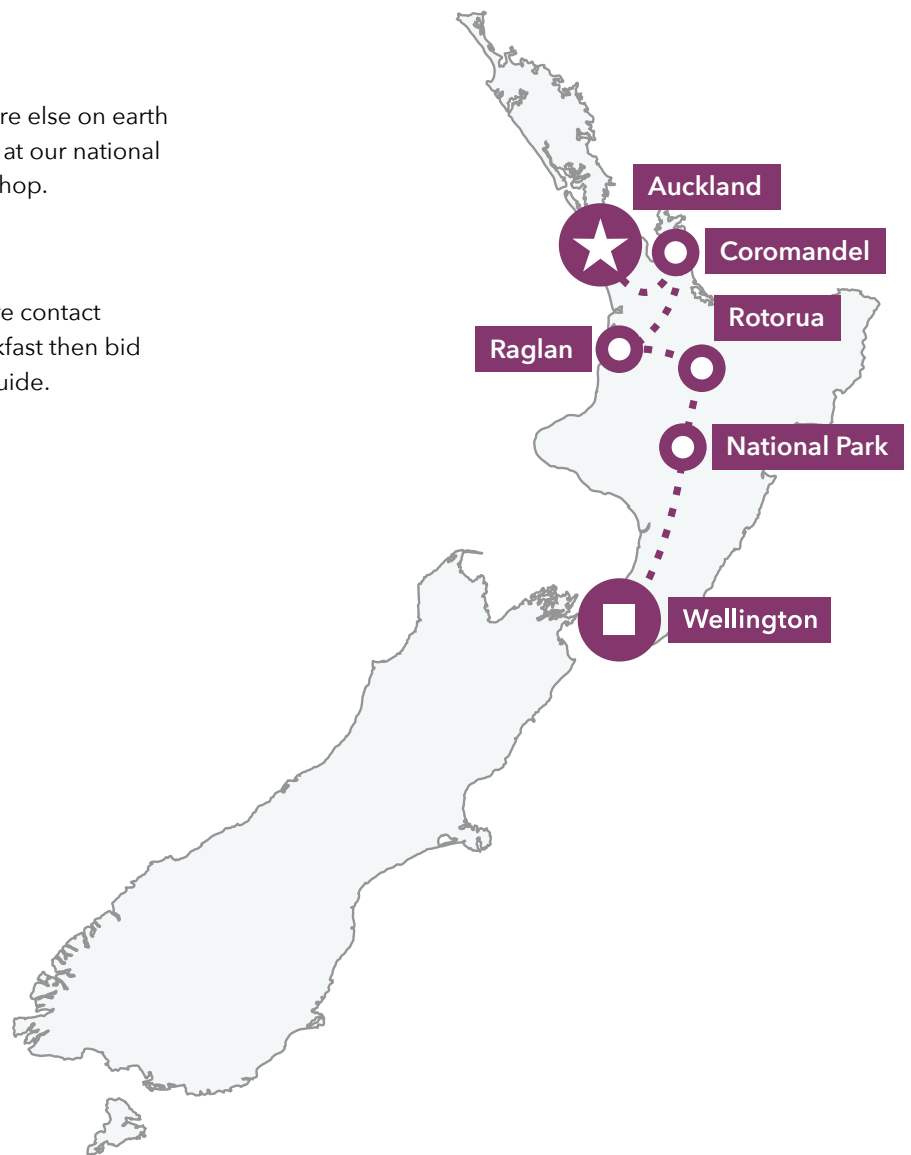 re else on earth
at our national
hop.
e contact
kfast then bid
uide.
Auckland
Coromandel
Rotorua
Raglan
National Park
Wellington